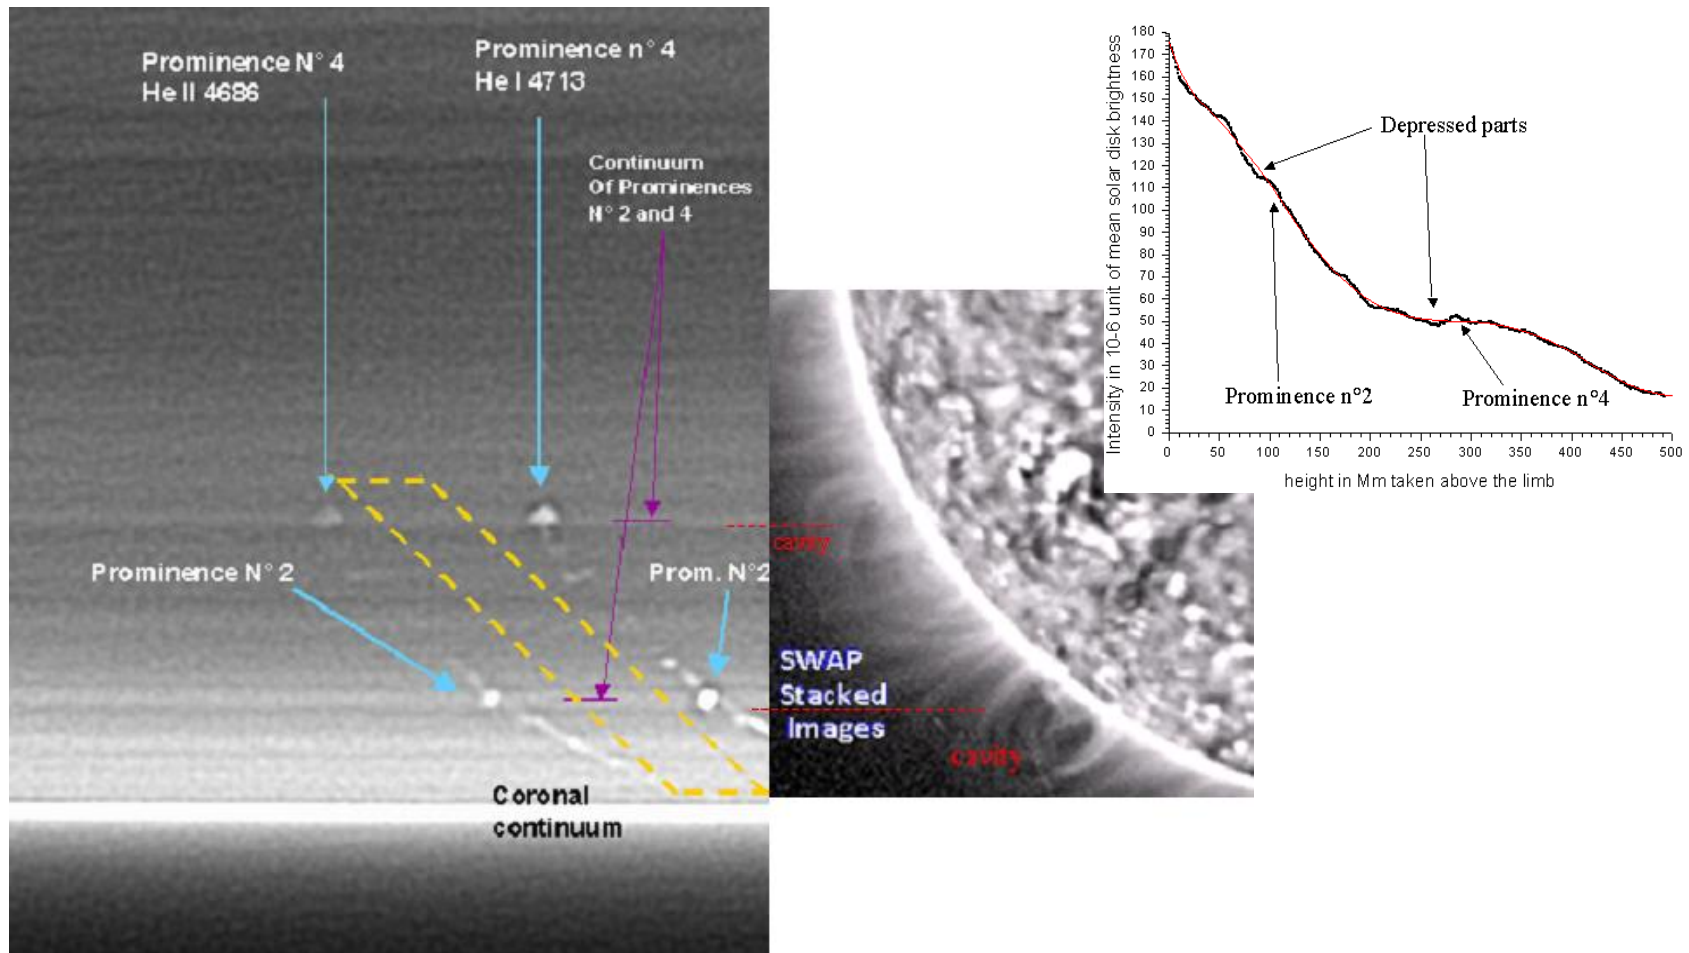 Prominence N° 4
He II 4686
Prominence n° 4
He I 4713
Continuum
Of Prominences
N° 2 and 4
Prominence N° 2
Prom. N°2
Coronal
continuum
cavity
SWAP
Stacked
Images
cavity
Intensity in 10-6 unit of mean solar disk brightness
180
170
160
150
140
130
120
110
100
90
80
70
60
50
40
30
20
10
0
Depressed parts
Prominence n°2
Prominence n°4
0 50 100 150 200 250 300 350 400 450 500
height in Mm taken above the limb